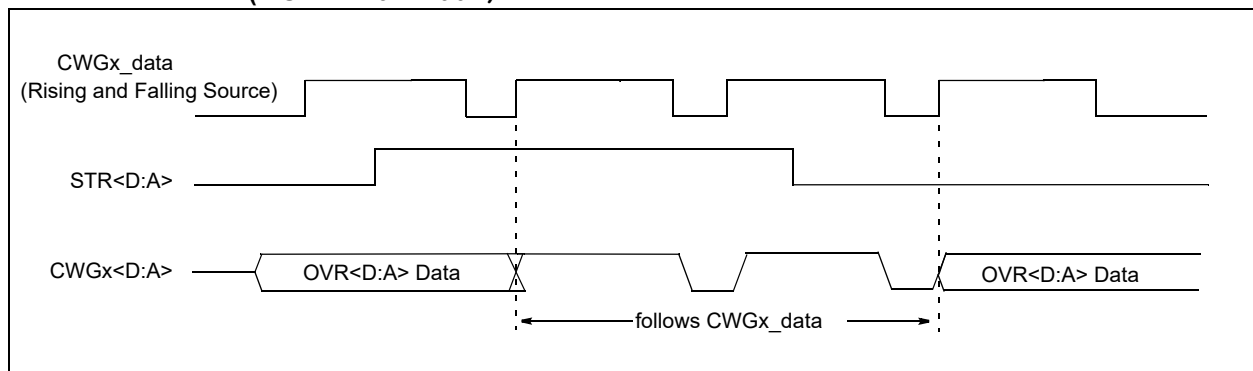 CWGx_data
(Rising and Falling Source)
STR<D:A>
CWGx<D:A>
OVR<D:A> Data
OVR<D:A> Data
follows CWGx_data